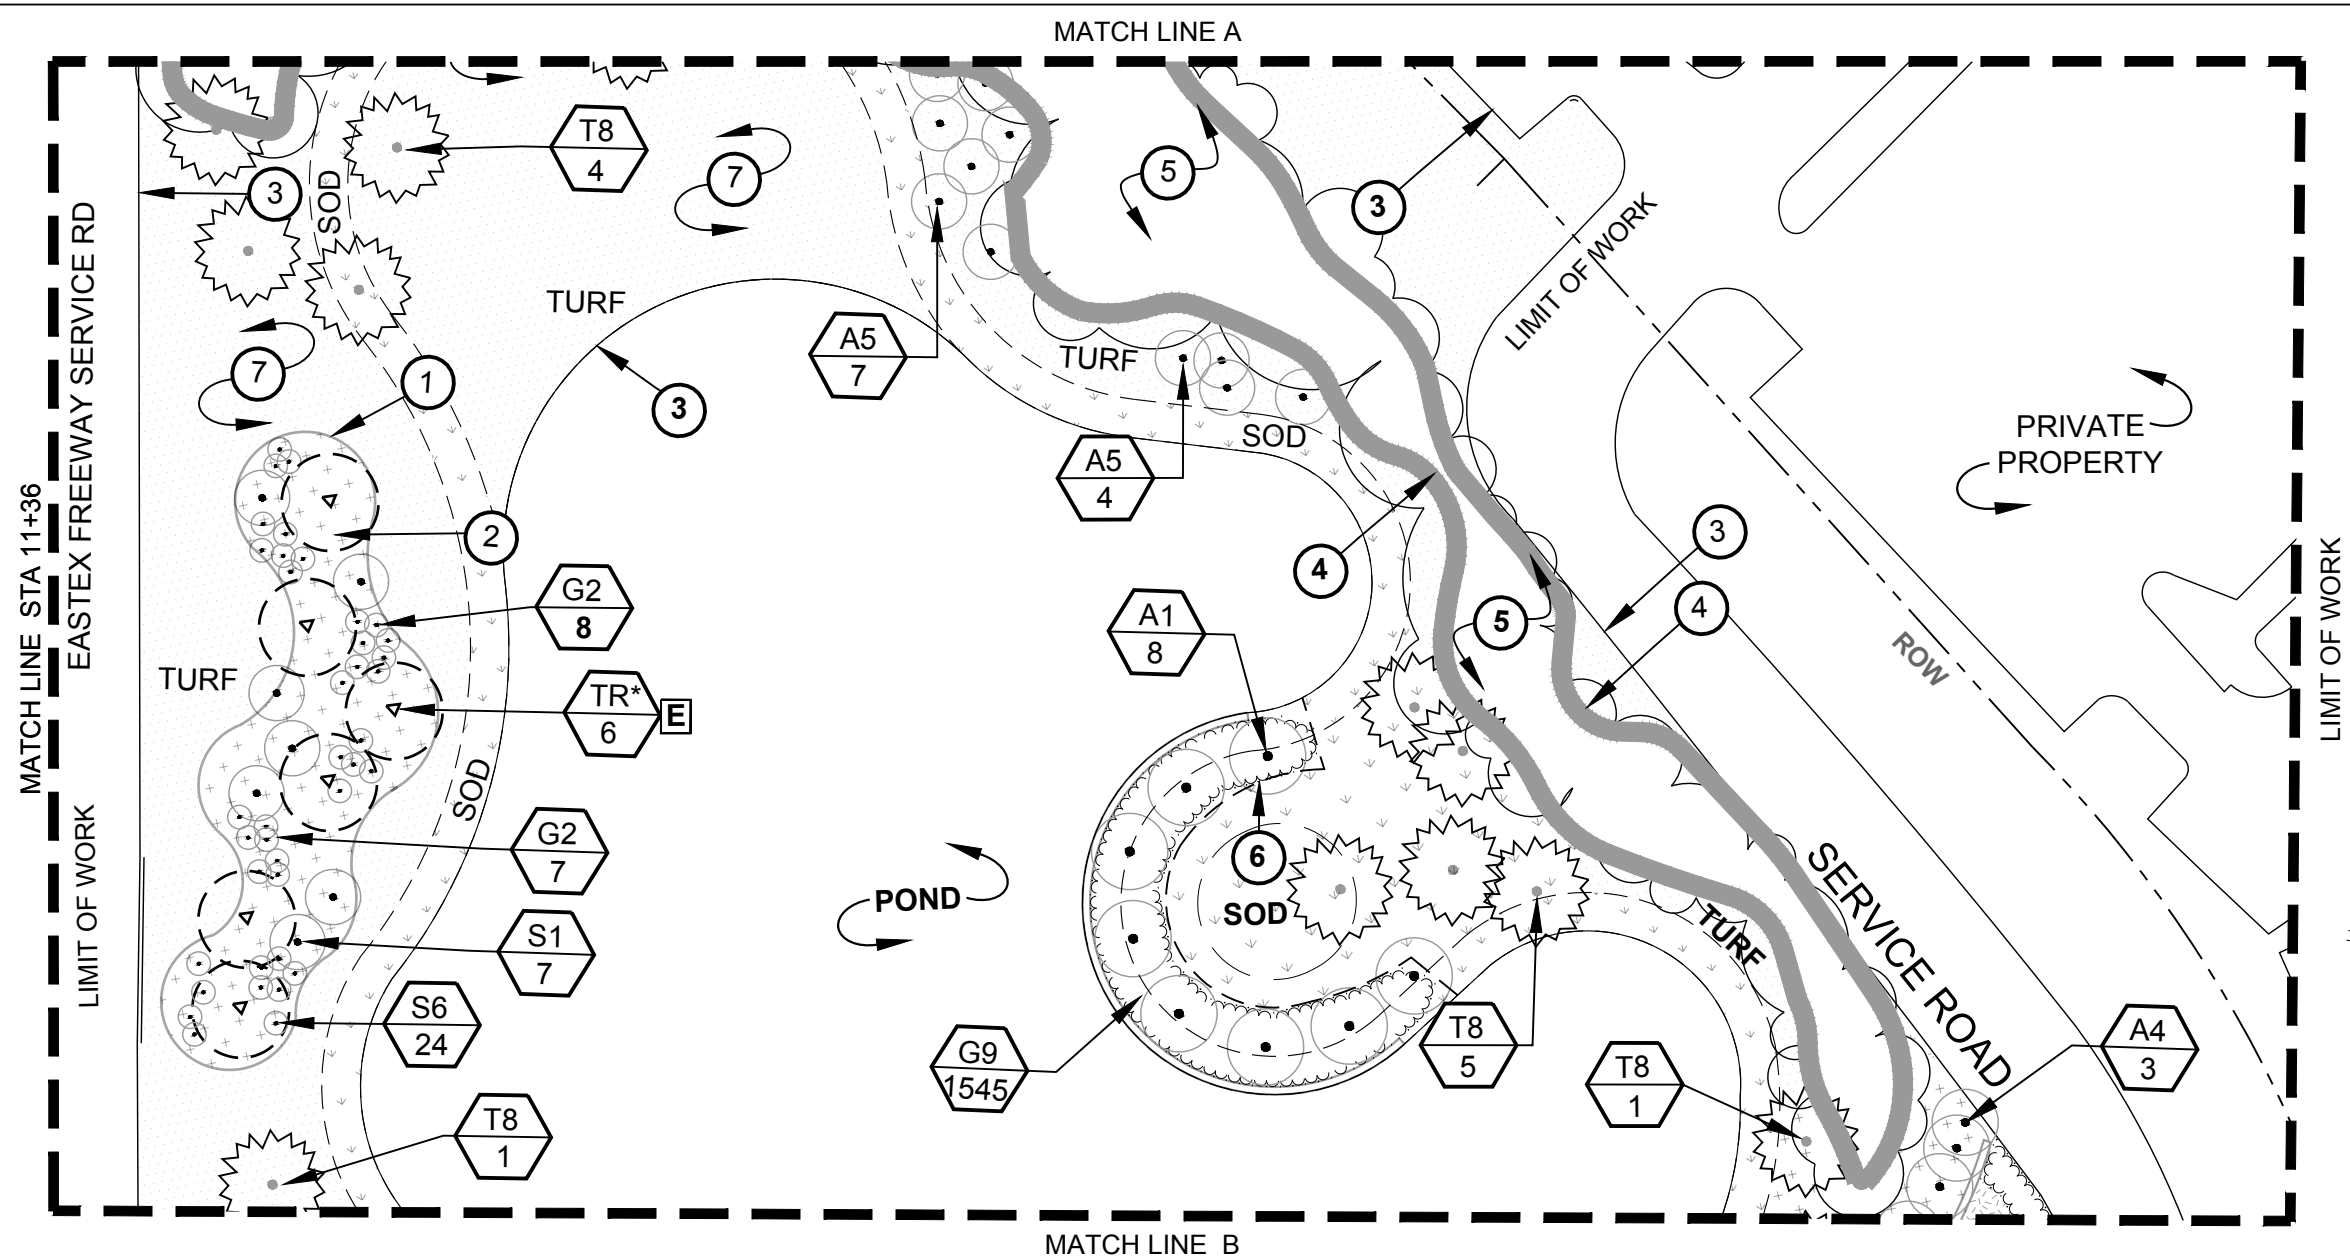 MATCH LINE A
T8
4
7
5
3
3
SOD
EASTEX FREEWAY SERVICE RD
MATCH LINE STA 11+36
LIMIT OF WORK
TURF
A5
7
TURF
LIMIT OF WORK
7
1
3
A5
4
SOD
PRIVATE
PROPERTY
2
4
3
LIMIT OF WORK
G2
8
A1
8
5
4
ROW
TURF
TR*
6
E
SOD
G2
7
6
SERVICE ROAD
POND
SOD
TURF
S1
7
S6
24
G9
1545
T8
5
T8
1
A4
3
T8
1
LIMIT OF WORK
MATCH LINE B